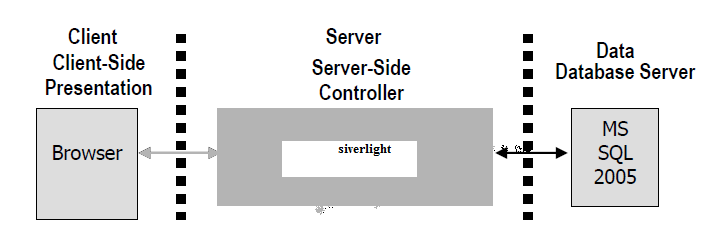 Client
Client-Side
Presentation
Browser
Server
Server-Side
Controller
siverlight
Data
Database Server
MS
SQL
2005